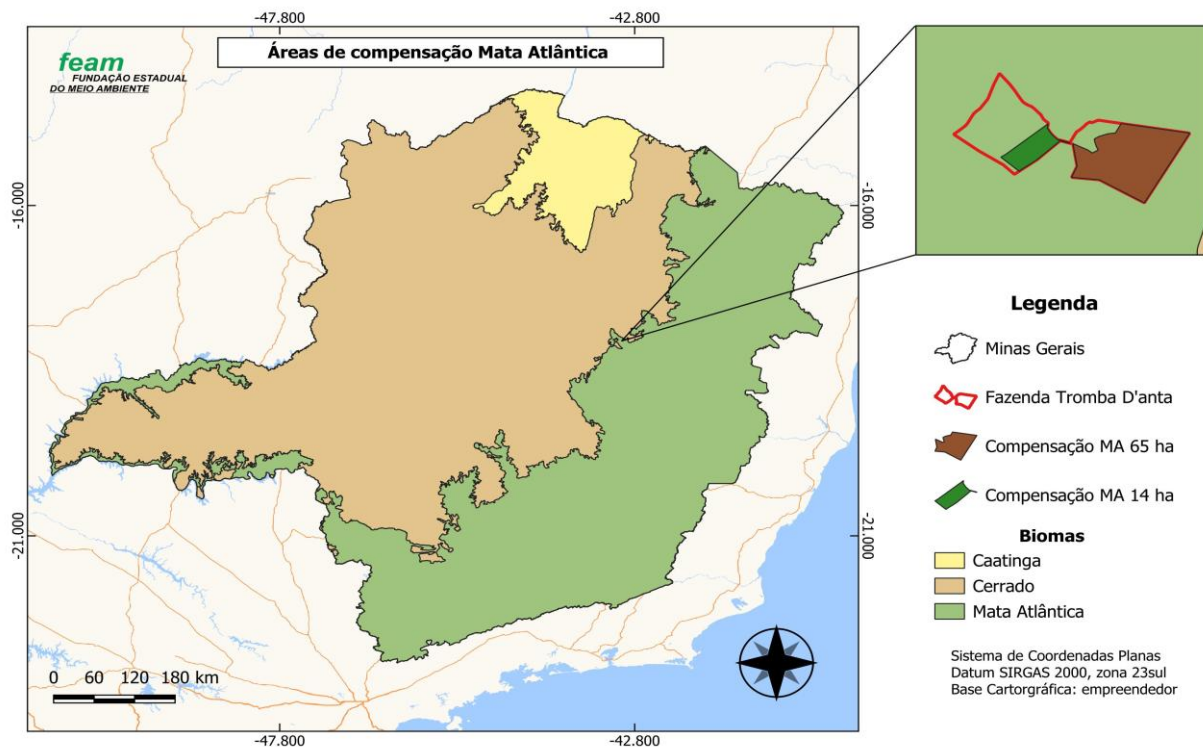 -47.800
-42.800
Áreas de compensação Mata Atlântica
feam
FUNDAÇÃO ESTADUAL
DO MEIO AMBIENTE
-16.000
-16.000
-21.000
-21.000
0 60 120 180 km
-47.800
-42.800
Legenda
Minas Gerais
Fazenda Tromba D'anta
Compensação MA 65 ha
Compensação MA 14 ha
Biomas
Caatinga
Cerrado
Mata Atlântica
Sistema de Coordenadas Planas
Datum SIRGAS 2000, zona 23sul
Base Cartorgráfica: empreendedor